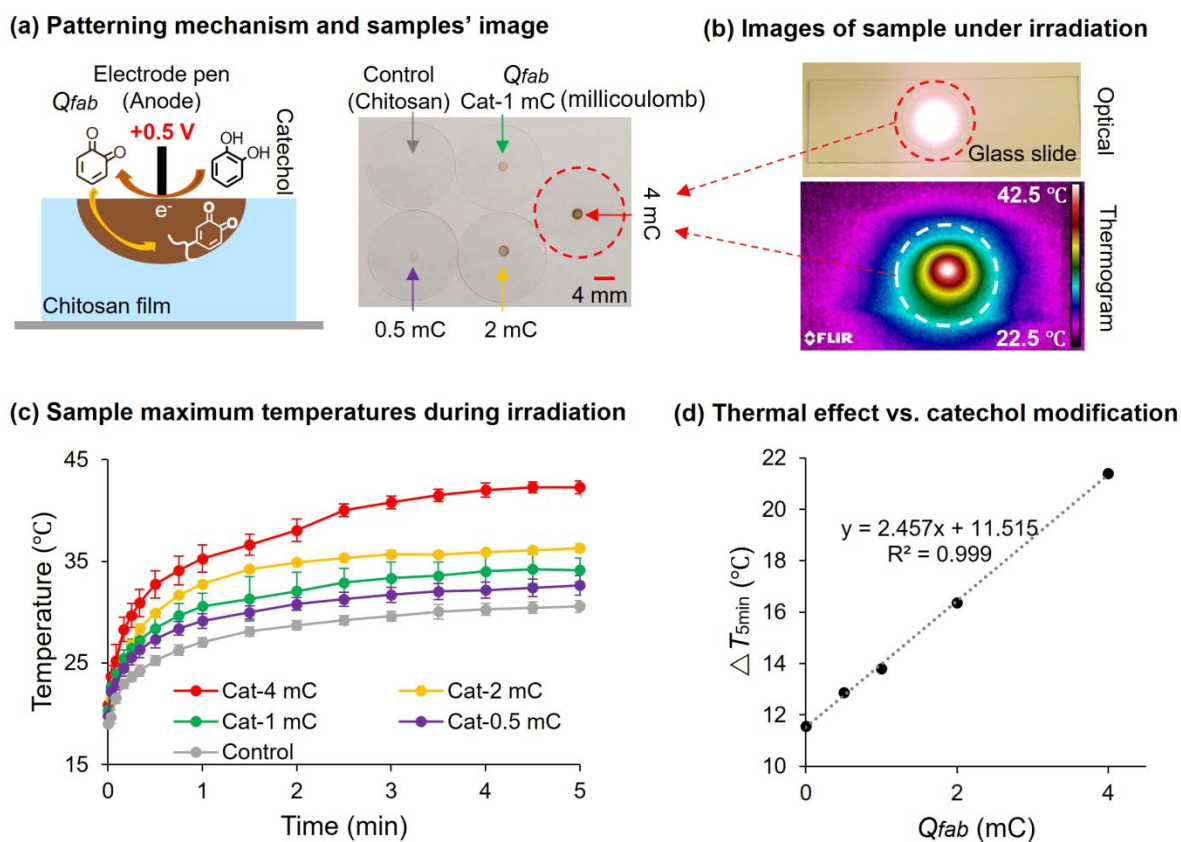 (a) Patterning mechanism and samples’ image
Qfab
Electrode pen
(Anode)
+0.5 V
Catechol
O
O
OH
OH
e-
O
O
Chitosan film
Control
(Chitosan)
Qfab
Cat-1 mC (millicoulomb)
4 mC
4 mm
0.5 mC
2 mC
(b) Images of sample under irradiation
Optical
Glass slide
42.5 ℃
Thermogram
FLIR
22.5 ℃
(c) Sample maximum temperatures during irradiation
Temperature (°C)
45
35
25
15
Cat-4 mC
Cat-2 mC
Cat-1 mC
Cat-0.5 mC
Control
0
1
2
3
4
5
Time (min)
(d) Thermal effect vs. catechol modification
△T5min (°C)
22
20
18
16
14
12
10
y = 2.457x + 11.515
R² = 0.999
0
2
4
Qfab (mC)